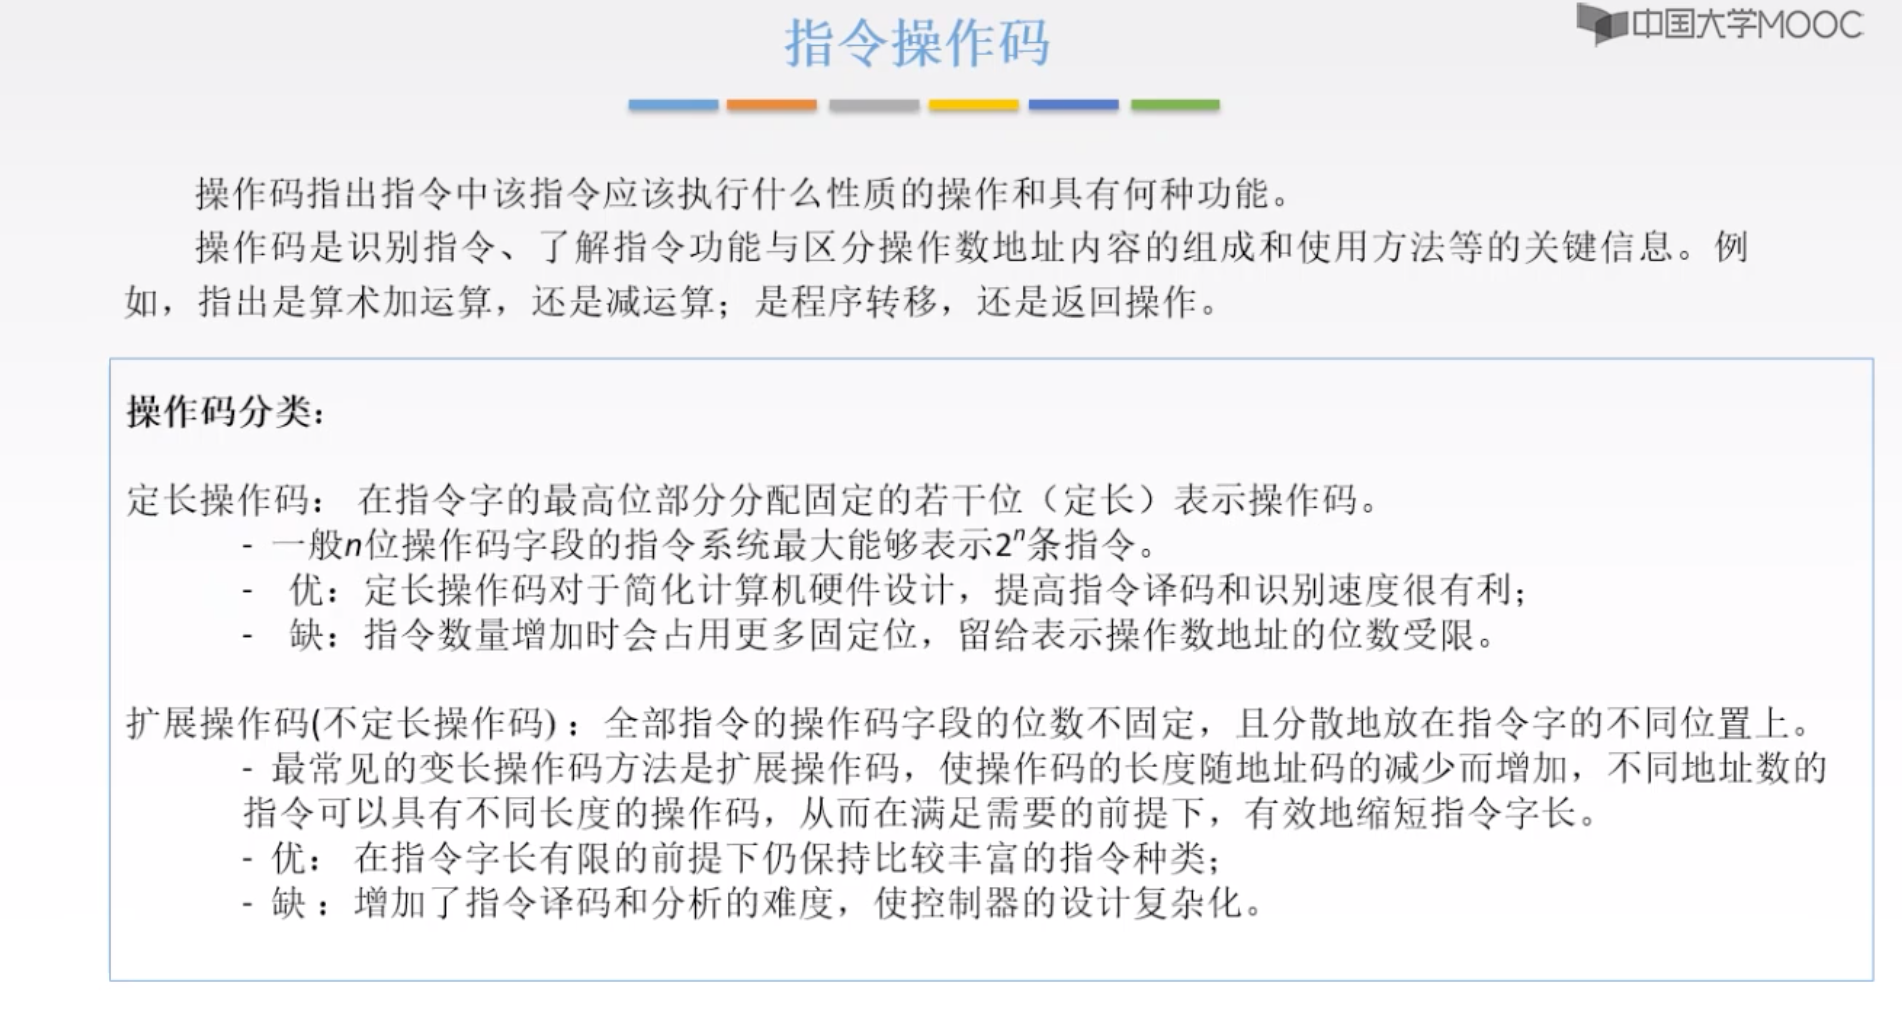 指令操作码
中国大学MOOC
操作码指出指令中该指令应该执行什么性质的操作和具有何种功能。
操作码是识别指令、了解指令功能与区分操作数地址内容的组成和使用方法等的关键信息。例
如，指出是算术加运算，还是减运算；是程序转移，还是返回操作。
操作码分类：
定长操作码： 在指令字的最高位部分分配固定的若干位（定长）表示操作码。
- 一般n位操作码字段的指令系统最大能够表示2ⁿ条指令。
- 优：定长操作码对于简化计算机硬件设计，提高指令译码和识别速度很有利；
- 缺：指令数量增加时会占用更多固定位，留给表示操作数地址的位数受限。
扩展操作码(不定长操作码)：全部指令的操作码字段的位数不固定，且分散地放在指令字的不同位置上。
- 最常见的变长操作码方法是扩展操作码，使操作码的长度随地址码的减少而增加，不同地址数的
指令可以具有不同长度的操作码，从而在满足需要的前提下，有效地缩短指令字长。
- 优： 在指令字长有限的前提下仍保持比较丰富的指令种类；
- 缺 ：增加了指令译码和分析的难度，使控制器的设计复杂化。